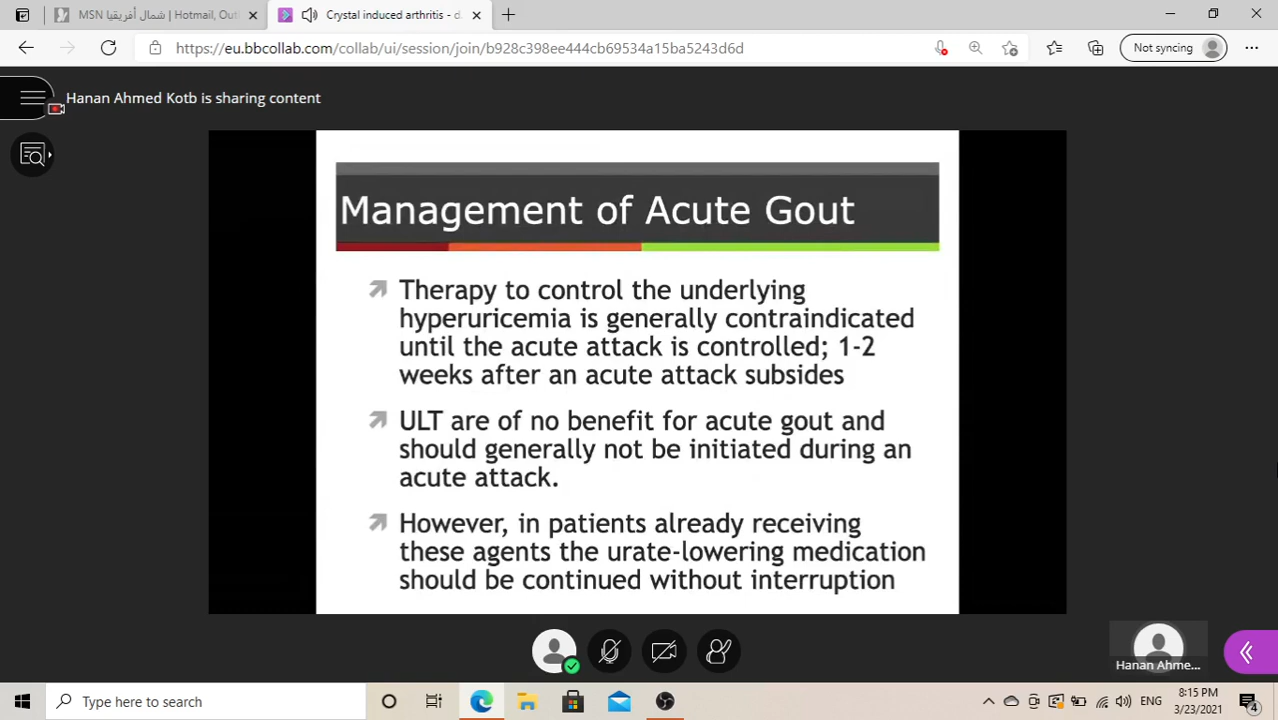 MSN شمال أفريقيا | Hotmail, Outl
Crystal induced arthritis - d
https://eu.bbcollab.com/collab/ui/session/join/b928c398ee444cb69534a15ba5243d6d
Not syncing
Hanan Ahmed Kotb is sharing content
Management of Acute Gout
Therapy to control the underlying
hyperuricemia is generally contraindicated
until the acute attack is controlled; 1-2
weeks after an acute attack subsides
ULT are of no benefit for acute gout and
should generally not be initiated during an
acute attack.
However, in patients already receiving
these agents the urate-lowering medication
should be continued without interruption
Hanan Ahme...
Type here to search
ENG
8:15 PM
3/23/2021
4